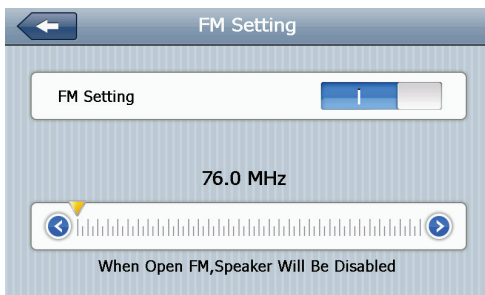 FM Setting
FM Setting
76.0 MHz
When Open FM,Speaker Will Be Disabled